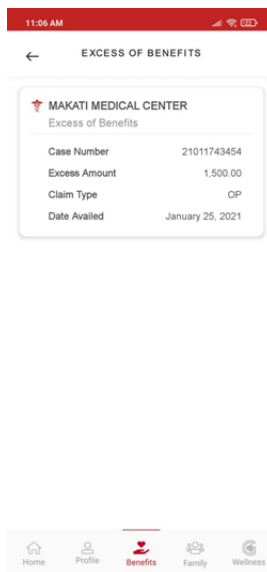 11:06 AM
EXCESS OF BENEFITS
MAKATI MEDICAL CENTER
Excess of Benefits
Case Number 21011743454
Excess Amount 1,500.00
Claim Type OP
Date Availed January 25, 2021
Home Profile Benefits Family Wellness